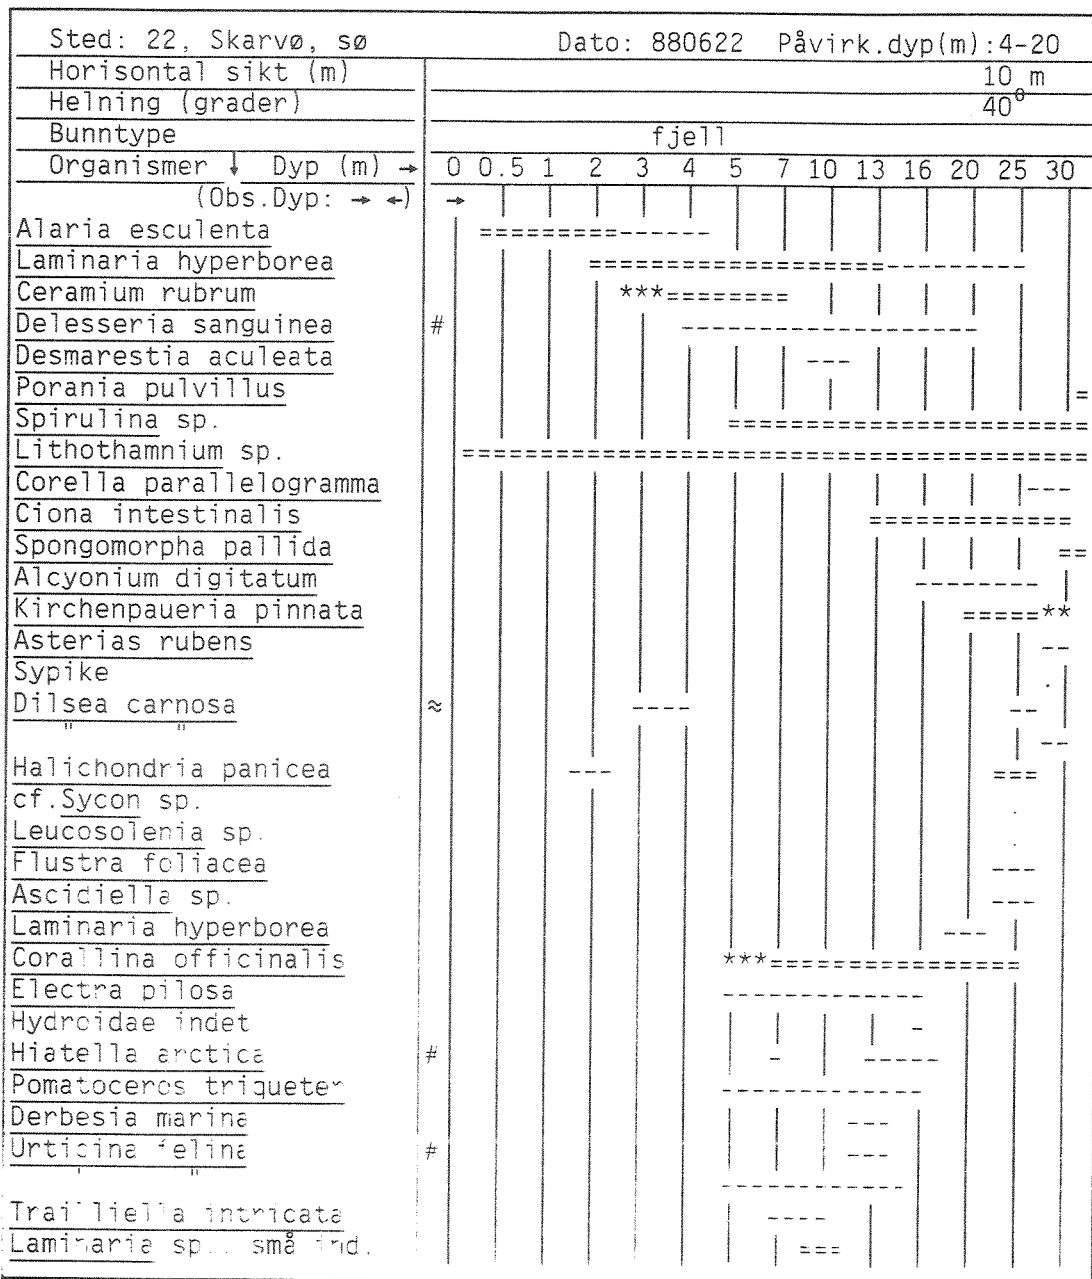 Sted: 22, Skarvø, sø Dato: 880622 Påvirk.dyp(m):4-20
Horisontal sikt (m) 10 m
Helning (grader) 40°
Bunntype fjell
Organismer ↓ Dyp (m) → 0 0.5 1 2 3 4 5 7 10 13 16 20 25 30
(Obs.Dyp: → ←) →
Alaria esculenta =========------
Laminaria hyperborea ===================---------
Ceramium rubrum ***========
Delesseria sanguinea # -------------------
Desmarestia aculeata ---
Porania pulvillus =
Spirulina sp. =======================
Lithothamnium sp. ========================================
Corella parallelogramma ---
Ciona intestinalis =============
Spongomorpha pallida ==
Alcyonium digitatum --------
Kirchenpaueria pinnata =====**
Asterias rubens --
Sypike .
Dilsea carnosa ≈ ---- --
" " --
Halichondria panicea --- ===
cf.Sycon sp. .
Leucosolenia sp. .
Flustra foliacea ---
Ascidiella sp. ---
Laminaria hyperborea ---
Corallina officinalis ***================
Electra pilosa -------------
Hydroidae indet -
Hiatella arctica # - -----
Pomatoceros triqueter -------------
Derbesia marina ---
Urticina felina # ---
" " ------------
Trailliella intricata ----
Laminaria sp.. små ind. ===